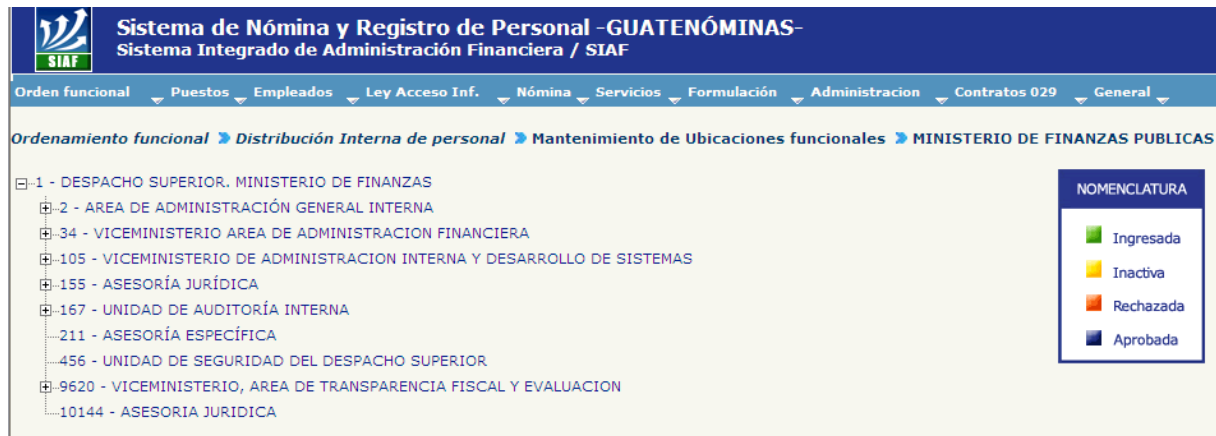 Sistema de Nómina y Registro de Personal -GUATENÓMINAS-
Sistema Integrado de Administración Financiera / SIAF
SIAF
Orden funcional Puestos Empleados Ley Acceso Inf. Nómina Servicios Formulación Administracion Contratos 029 General
Ordenamiento funcional Distribución Interna de personal Mantenimiento de Ubicaciones funcionales MINISTERIO DE FINANZAS PUBLICAS
1 - DESPACHO SUPERIOR. MINISTERIO DE FINANZAS
2 - AREA DE ADMINISTRACIÓN GENERAL INTERNA
34 - VICEMINISTERIO AREA DE ADMINISTRACION FINANCIERA
105 - VICEMINISTERIO DE ADMINISTRACION INTERNA Y DESARROLLO DE SISTEMAS
155 - ASESORÍA JURÍDICA
167 - UNIDAD DE AUDITORÍA INTERNA
211 - ASESORÍA ESPECÍFICA
456 - UNIDAD DE SEGURIDAD DEL DESPACHO SUPERIOR
9620 - VICEMINISTERIO, AREA DE TRANSPARENCIA FISCAL Y EVALUACION
10144 - ASESORIA JURIDICA
NOMENCLATURA
Ingresada
Inactiva
Rechazada
Aprobada